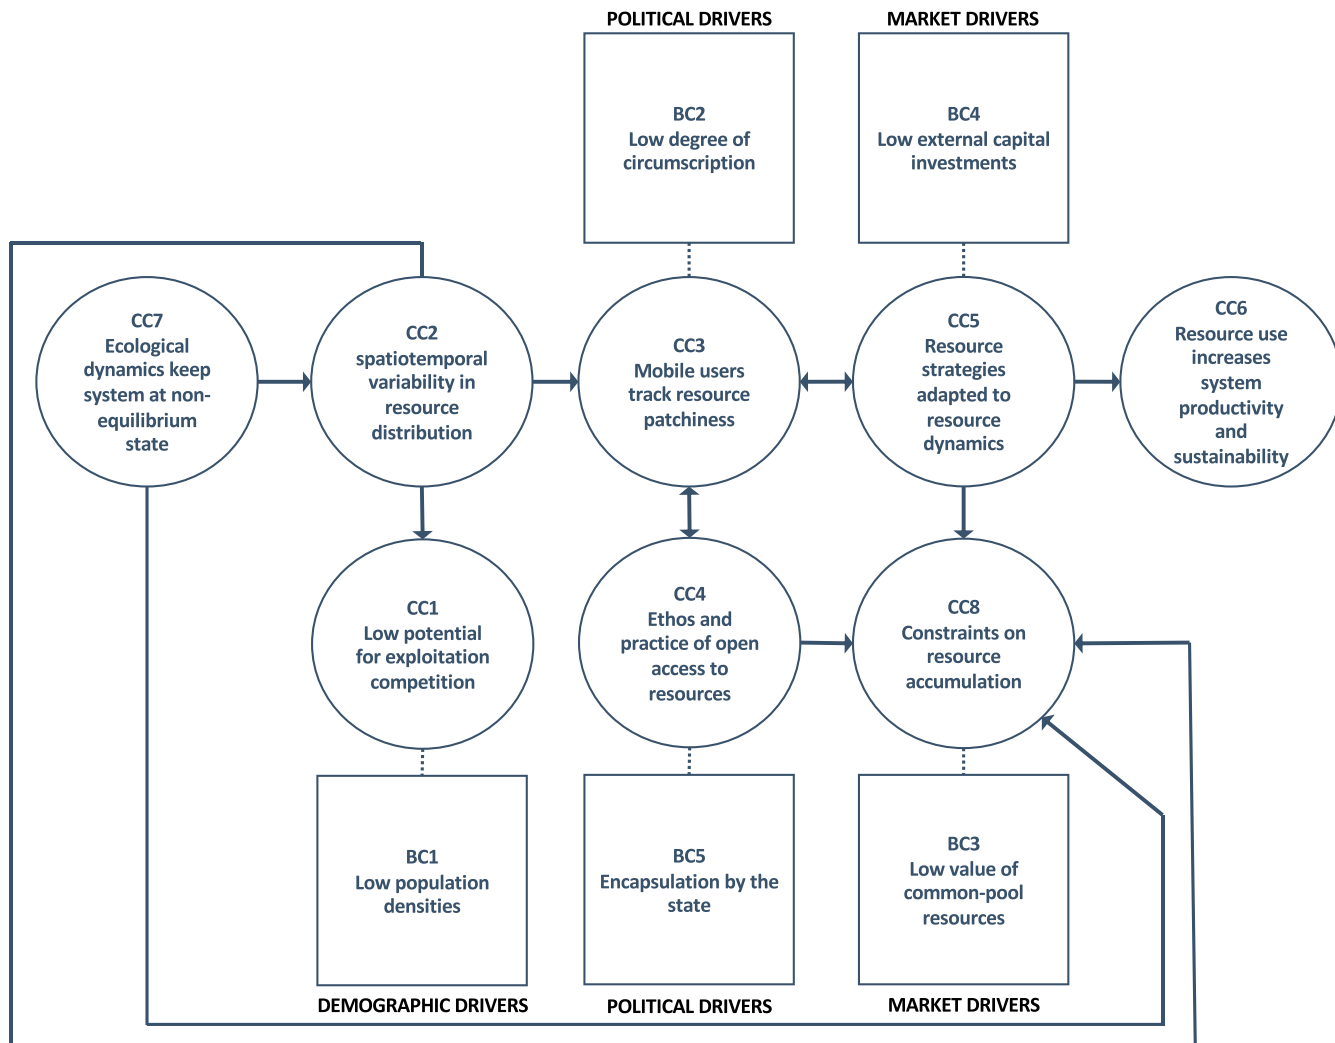 POLITICAL DRIVERS
MARKET DRIVERS
BC2
Low degree of
circumscription
BC4
Low external capital
investments
CC7
Ecological
dynamics keep
system at non-
equilibrium
state
CC2
spatiotemporal
variability in
resource
distribution
CC3
Mobile users
track resource
patchiness
CC5
Resource
strategies
adapted to
resource
dynamics
CC6
Resource use
increases
system
productivity
and
sustainability
CC1
Low potential
for exploitation
competition
CC4
Ethos and
practice of open
access to
resources
CC8
Constraints on
resource
accumulation
BC1
Low population
densities
BC5
Encapsulation by the
state
BC3
Low value of
common-pool
resources
DEMOGRAPHIC DRIVERS
POLITICAL DRIVERS
MARKET DRIVERS